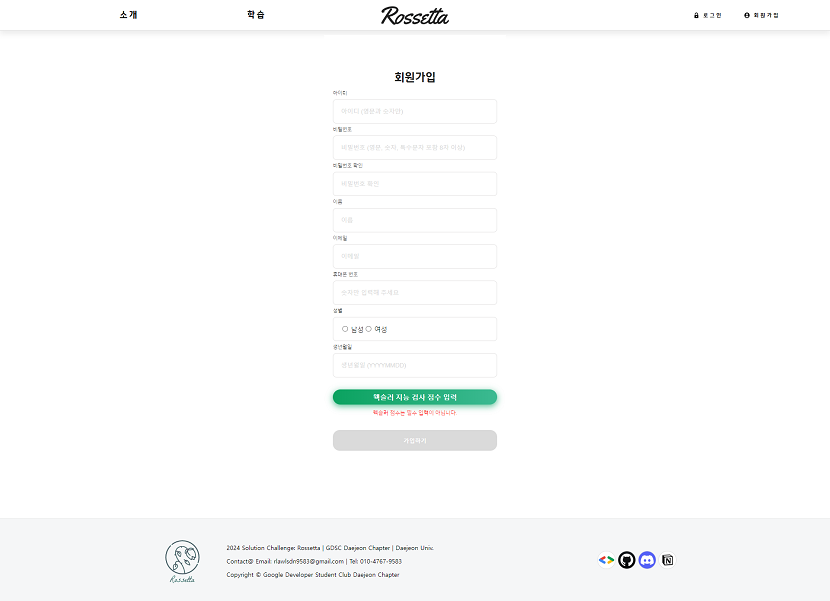 소개
학습
Rossetta
로그인
회원가입
회원가입
아이디
아이디 (영문과 숫자만)
비밀번호
비밀번호 (영문, 숫자, 특수문자 포함 8자 이상)
비밀번호 확인
비밀번호 확인
이름
이름
이메일
이메일
휴대폰 번호
숫자만 입력해 주세요
성별
남성 여성
생년월일
생년월일 (YYYYMMDD)
웩슬러 지능 검사 점수 입력
웩슬러 점수는 필수 입력이 아닙니다.
가입하기
2024 Solution Challenge: Rossetta | GDSC Daejeon Chapter | Daejeon Univ.
Contact@ Email: rlawlsdn9583@gmail.com | Tel: 010-4767-9583
Rossetta
Copyright © Google Developer Student Club Daejeon Chapter